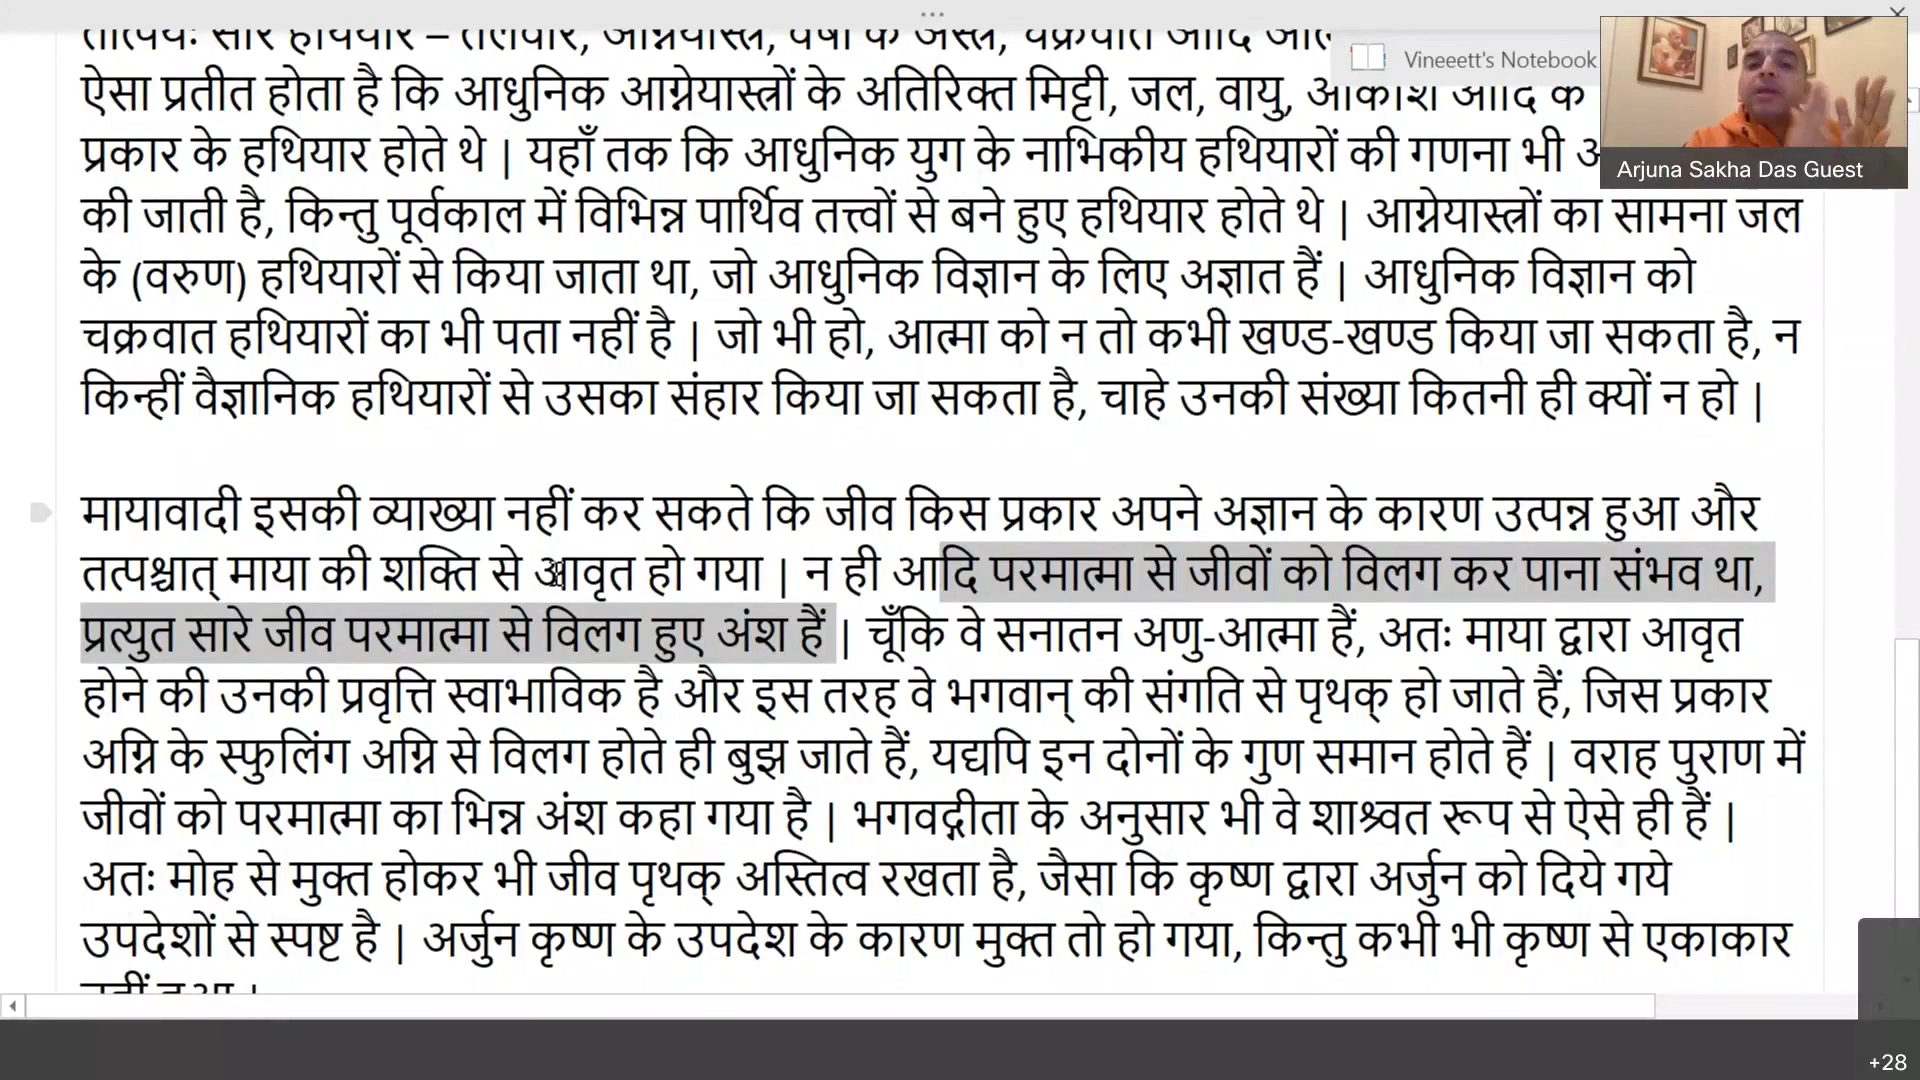 ऐसा प्रतीत होता है कि आधुनिक आग्नेयास्त्रों के अतिरिक्त मिट्टी, जल, वायु, आकाश आदि के
प्रकार के हथियार होते थे | यहाँ तक कि आधुनिक युग के नाभिकीय हथियारों की गणना भी
की जाती है, किन्तु पूर्वकाल में विभिन्न पार्थिव तत्त्वों से बने हुए हथियार होते थे | आग्नेयास्त्रों का सामना जल
के (वरुण) हथियारों से किया जाता था, जो आधुनिक विज्ञान के लिए अज्ञात हैं | आधुनिक विज्ञान को
चक्रवात हथियारों का भी पता नहीं है | जो भी हो, आत्मा को न तो कभी खण्ड-खण्ड किया जा सकता है, न
किन्हीं वैज्ञानिक हथियारों से उसका संहार किया जा सकता है, चाहे उनकी संख्या कितनी ही क्यों न हो |
मायावादी इसकी व्याख्या नहीं कर सकते कि जीव किस प्रकार अपने अज्ञान के कारण उत्पन्न हुआ और
तत्पश्चात् माया की शक्ति से आवृत हो गया | न ही आदि परमात्मा से जीवों को विलग कर पाना संभव था,
प्रत्युत सारे जीव परमात्मा से विलग हुए अंश हैं | चूँकि वे सनातन अणु-आत्मा हैं, अतः माया द्वारा आवृत
होने की उनकी प्रवृत्ति स्वाभाविक है और इस तरह वे भगवान् की संगति से पृथक् हो जाते हैं, जिस प्रकार
अग्नि के स्फुलिंग अग्नि से विलग होते ही बुझ जाते हैं, यद्यपि इन दोनों के गुण समान होते हैं | वराह पुराण में
जीवों को परमात्मा का भिन्न अंश कहा गया है | भगवद्गीता के अनुसार भी वे शाश्र्वत रूप से ऐसे ही हैं |
अतः मोह से मुक्त होकर भी जीव पृथक् अस्तित्व रखता है, जैसा कि कृष्ण द्वारा अर्जुन को दिये गये
उपदेशों से स्पष्ट है | अर्जुन कृष्ण के उपदेश के कारण मुक्त तो हो गया, किन्तु कभी भी कृष्ण से एकाकार
Vineeett's Notebook
Arjuna Sakha Das Guest
+28